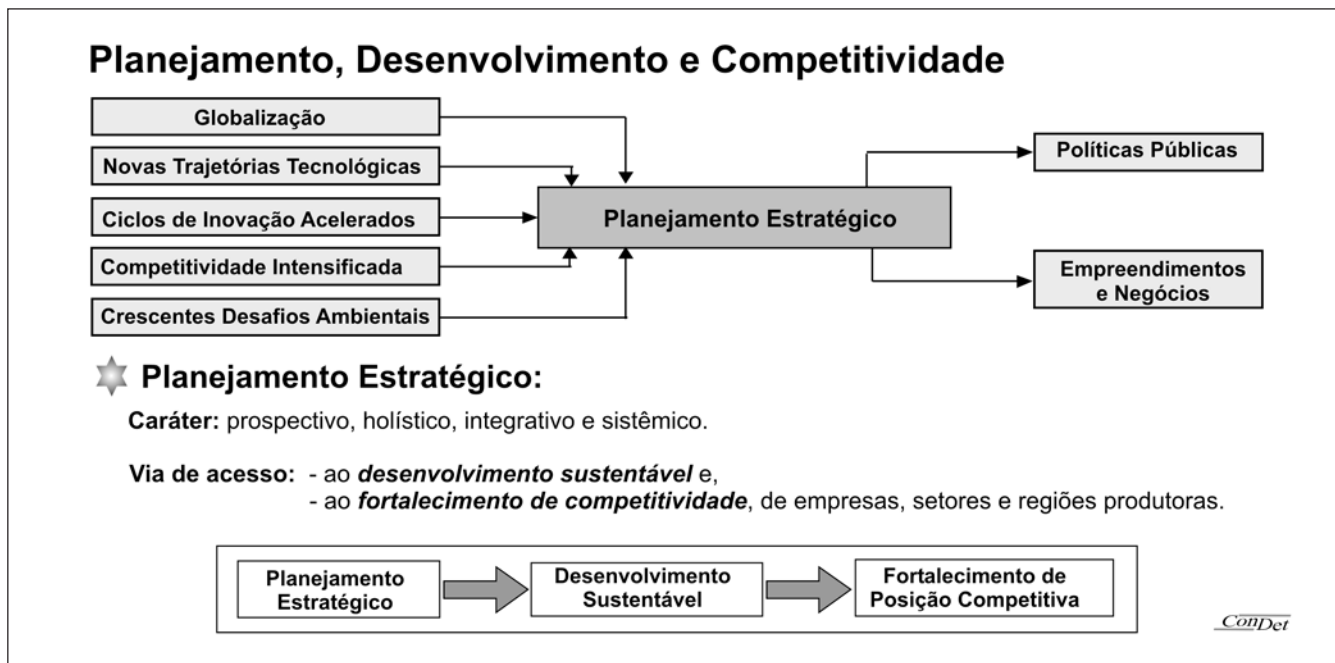 Planejamento, Desenvolvimento e Competitividade
Globalização
Novas Trajetórias Tecnológicas
Ciclos de Inovação Acelerados
Competitividade Intensificada
Crescentes Desafios Ambientais
Planejamento Estratégico
Políticas Públicas
Empreendimentos
e Negócios
Planejamento Estratégico:
Caráter: prospectivo, holístico, integrativo e sistêmico.
Via de acesso: - ao desenvolvimento sustentável e,
- ao fortalecimento de competitividade, de empresas, setores e regiões produtoras.
Planejamento
Estratégico
Desenvolvimento
Sustentável
Fortalecimento de
Posição Competitiva
ConDet